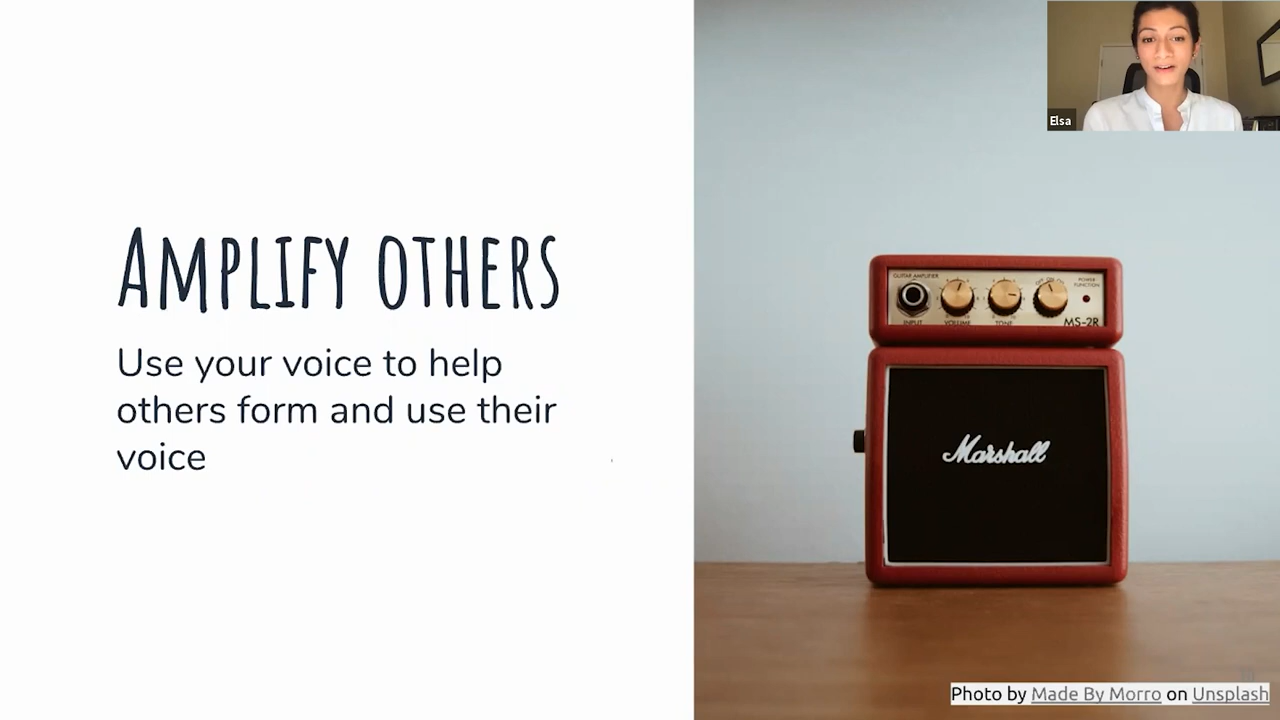 Elsa
AMPLIFY OTHERS
Use your voice to help
others form and use their
voice
GUITAR AMPLIFIER
POWER·
FUNCTION
INPUT
VOLUME
TONE
MS-2R
Marshall
Photo by Made By Morro on Unsplash